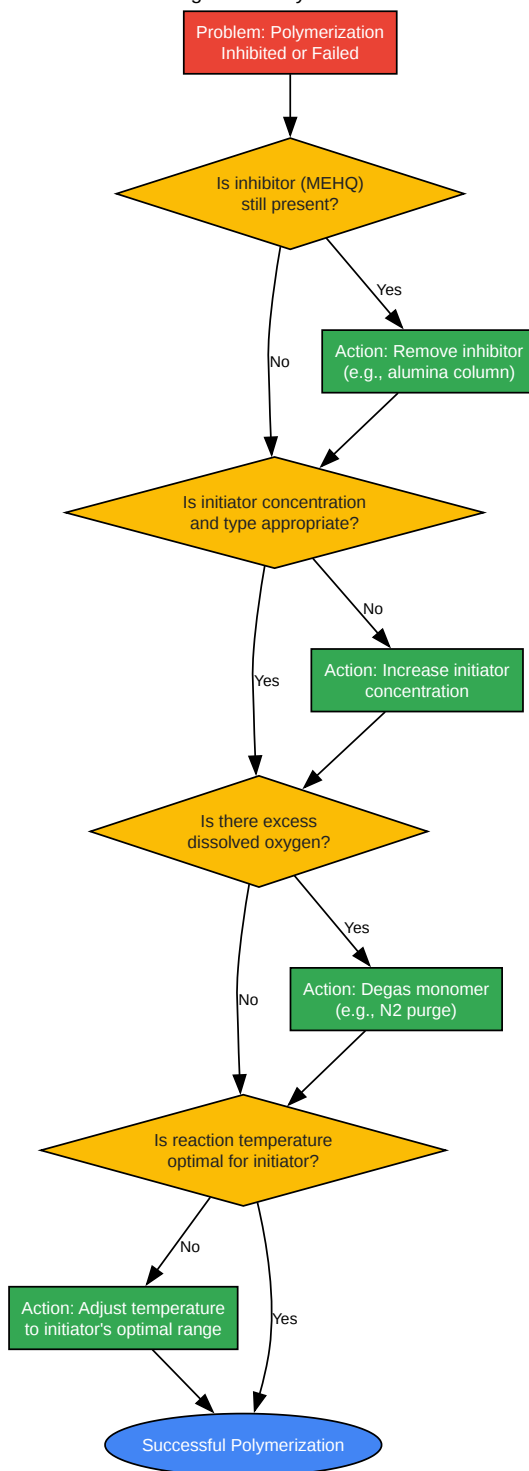 Problem: Polymerization
Inhibited or Failed
Is inhibitor (MEHQ)
still present?
Yes
Action: Remove inhibitor
(e.g., alumina column)
No
Is initiator concentration
and type appropriate?
No
Action: Increase initiator
concentration
Yes
Is there excess
dissolved oxygen?
Yes
Action: Degas monomer
(e.g., N2 purge)
No
Is reaction temperature
optimal for initiator?
No
Action: Adjust temperature
to initiator's optimal range
Yes
Successful Polymerization